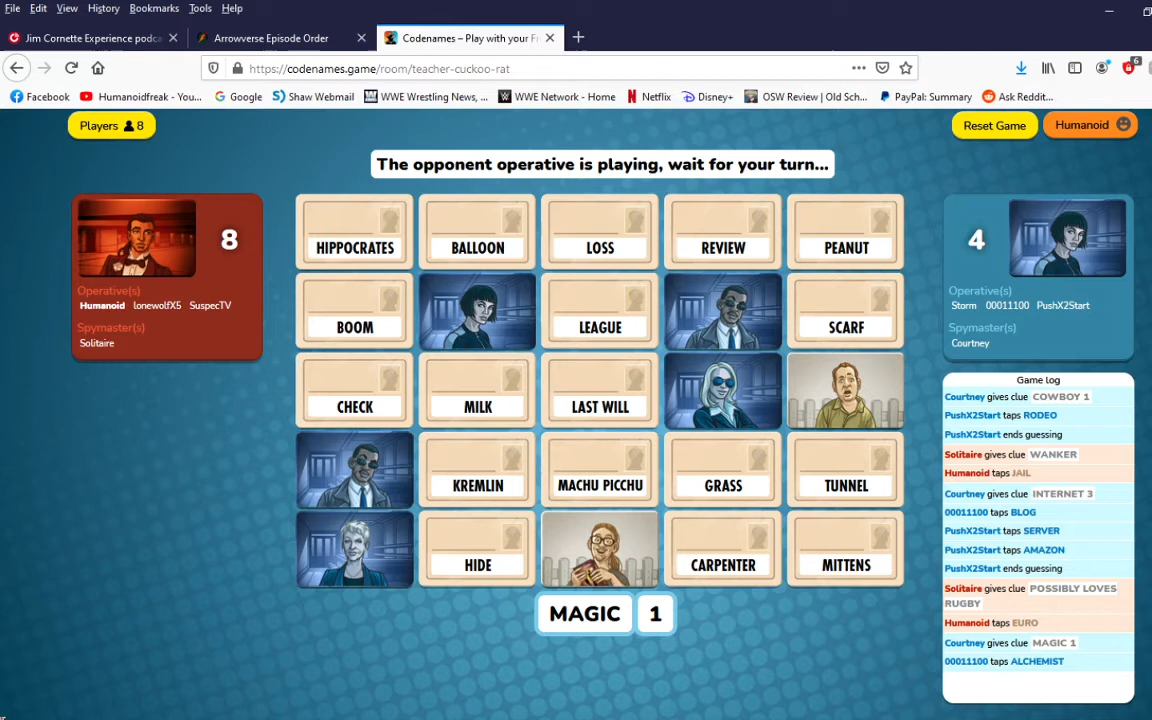 File Edit View History Bookmarks Tools Help
Jim Cornette Experience podca
Arrowverse Episode Order
Codenames – Play with your Fr
https://codenames.game/room/teacher-cuckoo-rat
6
Facebook
Humanoidfreak - You...
Google
Shaw Webmail
WWE Wrestling News, ...
WWE Network - Home
Netflix
Disney+
OSW Review | Old Sch...
PayPal: Summary
Ask Reddit...
Players 8
Reset Game
Humanoid
The opponent operative is playing, wait for your turn...
8
Operative(s)
Humanoid lonewolfX5 SuspecTV
Spymaster(s)
Solitaire
HIPPOCRATES
BALLOON
LOSS
REVIEW
PEANUT
BOOM
LEAGUE
SCARF
CHECK
MILK
LAST WILL
KREMLIN
MACHU PICCHU
GRASS
TUNNEL
HIDE
CARPENTER
MITTENS
MAGIC 1
4
Operative(s)
Storm 00011100 PushX2Start
Spymaster(s)
Courtney
Game log
Courtney gives clue COWBOY 1
PushX2Start taps RODEO
PushX2Start ends guessing
Solitaire gives clue WANKER
Humanoid taps JAIL
Courtney gives clue INTERNET 3
00011100 taps BLOG
PushX2Start taps SERVER
PushX2Start taps AMAZON
PushX2Start ends guessing
Solitaire gives clue POSSIBLY LOVES
RUGBY
Humanoid taps EURO
Courtney gives clue MAGIC 1
00011100 taps ALCHEMIST